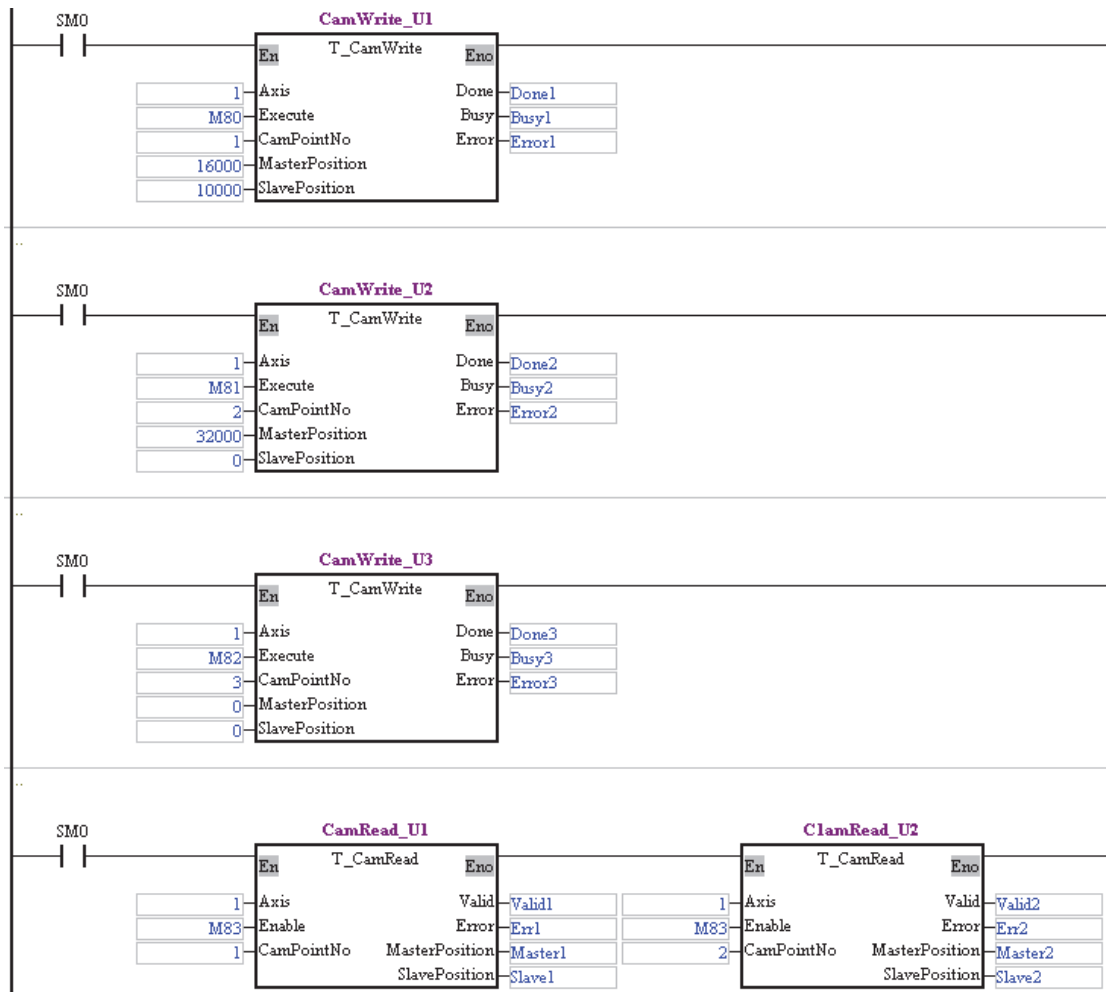 SM0 CamWrite_U1
En T_CamWrite Eno
1 Axis Done Done1
M80 Execute Busy Busy1
1 CamPointNo Error Error1
16000 MasterPosition
10000 SlavePosition
..
SM0 CamWrite_U2
En T_CamWrite Eno
1 Axis Done Done2
M81 Execute Busy Busy2
2 CamPointNo Error Error2
32000 MasterPosition
0 SlavePosition
..
SM0 CamWrite_U3
En T_CamWrite Eno
1 Axis Done Done3
M82 Execute Busy Busy3
3 CamPointNo Error Error3
0 MasterPosition
0 SlavePosition
..
SM0 CamRead_U1 C1amRead_U2
En T_CamRead Eno En T_CamRead Eno
1 Axis Valid Valid1 1 Axis Valid Valid2
M83 Enable Error Err1 M83 Enable Error Err2
1 CamPointNo MasterPosition Master1 2 CamPointNo MasterPosition Master2
SlavePosition Slave1 SlavePosition Slave2